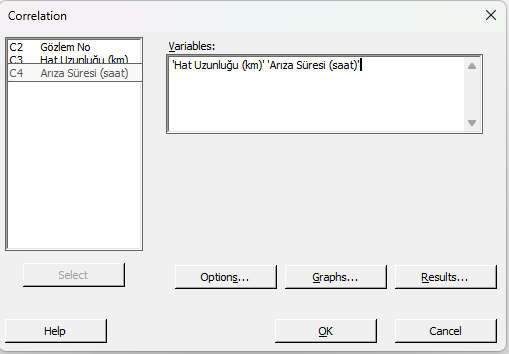 Correlation
C2 Gözlem No
C3 Hat Uzunluğu (km)
C4 Arıza Süresi (saat)
Variables:
'Hat Uzunluğu (km)' 'Arıza Süresi (saat)'
Select
Options...
Graphs...
Results...
Help
OK
Cancel